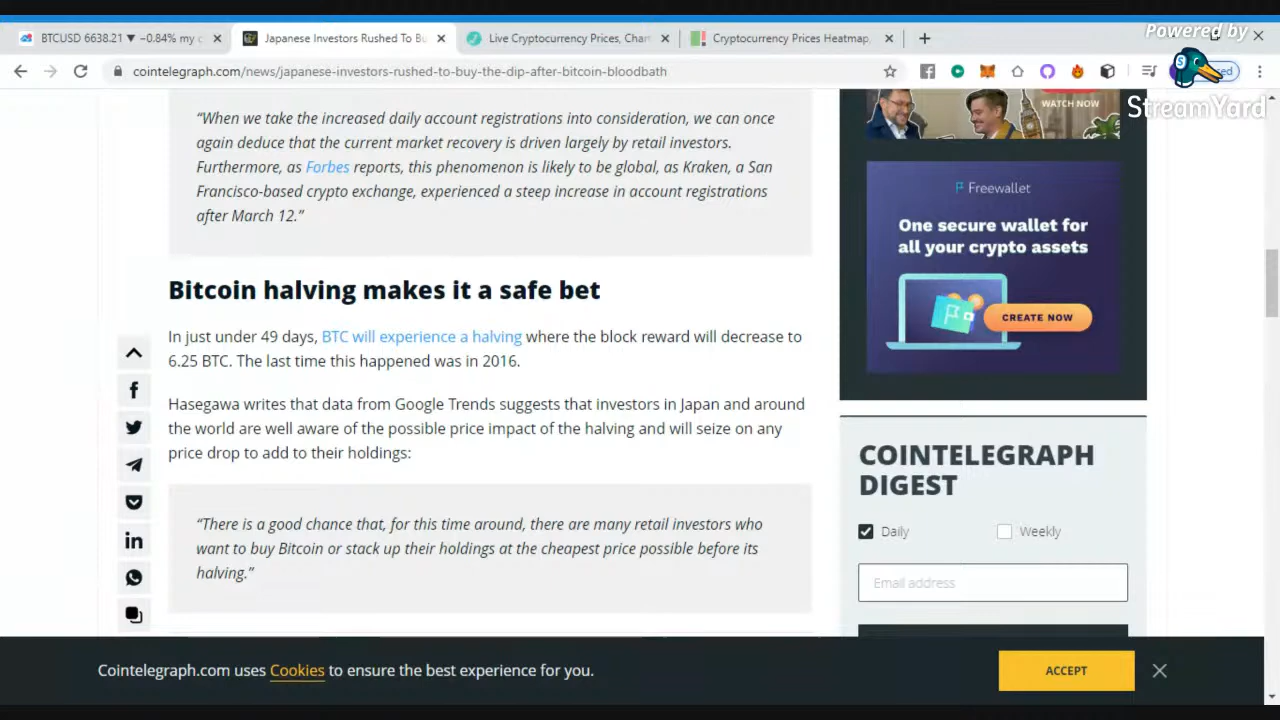 BTCUSD 6638.21 ▼ −0.84% my c
Japanese Investors Rushed To Bu
Live Cryptocurrency Prices, Chart
Cryptocurrency Prices Heatmap,
Powered by
StreamYard
cointelegraph.com/news/japanese-investors-rushed-to-buy-the-dip-after-bitcoin-bloodbath
“When we take the increased daily account registrations into consideration, we can once
again deduce that the current market recovery is driven largely by retail investors.
Furthermore, as Forbes reports, this phenomenon is likely to be global, as Kraken, a San
Francisco-based crypto exchange, experienced a steep increase in account registrations
after March 12.”
Bitcoin halving makes it a safe bet
In just under 49 days, BTC will experience a halving where the block reward will decrease to
6.25 BTC. The last time this happened was in 2016.
Hasegawa writes that data from Google Trends suggests that investors in Japan and around
the world are well aware of the possible price impact of the halving and will seize on any
price drop to add to their holdings:
“There is a good chance that, for this time around, there are many retail investors who
want to buy Bitcoin or stack up their holdings at the cheapest price possible before its
halving.”
WATCH NOW
Freewallet
One secure wallet for
all your crypto assets
CREATE NOW
COINTELEGRAPH
DIGEST
Daily
Weekly
Email address
Cointelegraph.com uses Cookies to ensure the best experience for you.
ACCEPT